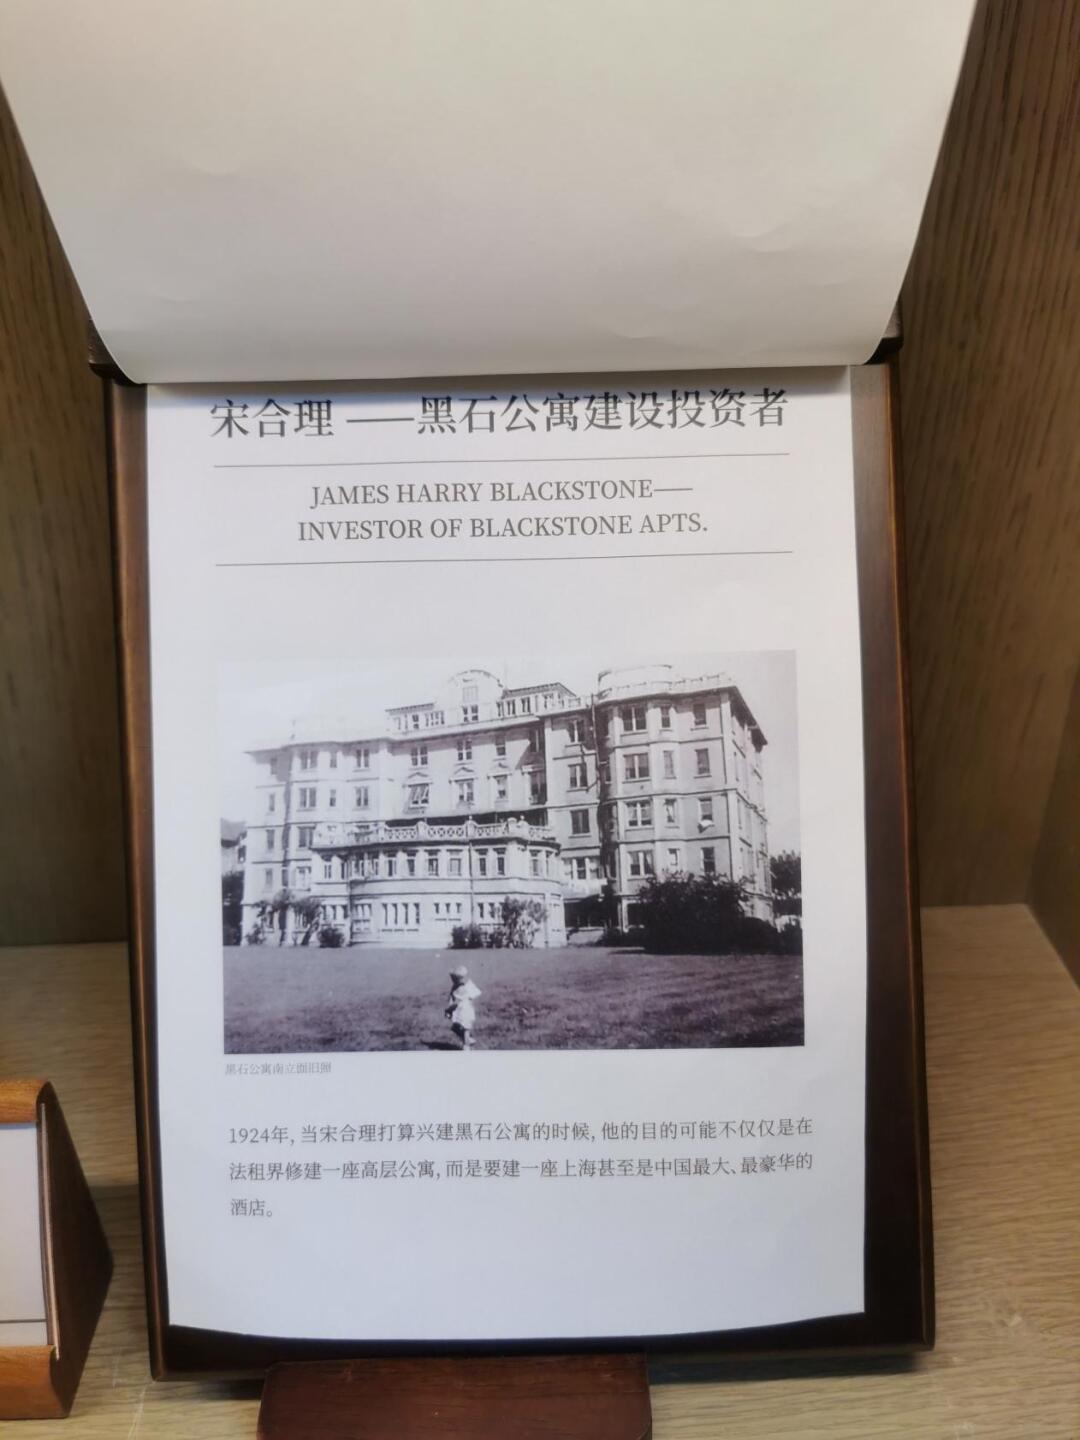 宋合理 ——黑石公寓建设投资者
JAMES HARRY BLACKSTONE——
INVESTOR OF BLACKSTONE APTS.
黑石公寓南立面旧照
1924年, 当宋合理打算兴建黑石公寓的时候, 他的目的可能不仅仅是在
法租界修建一座高层公寓, 而是要建一座上海甚至是中国最大、最豪华的
酒店。